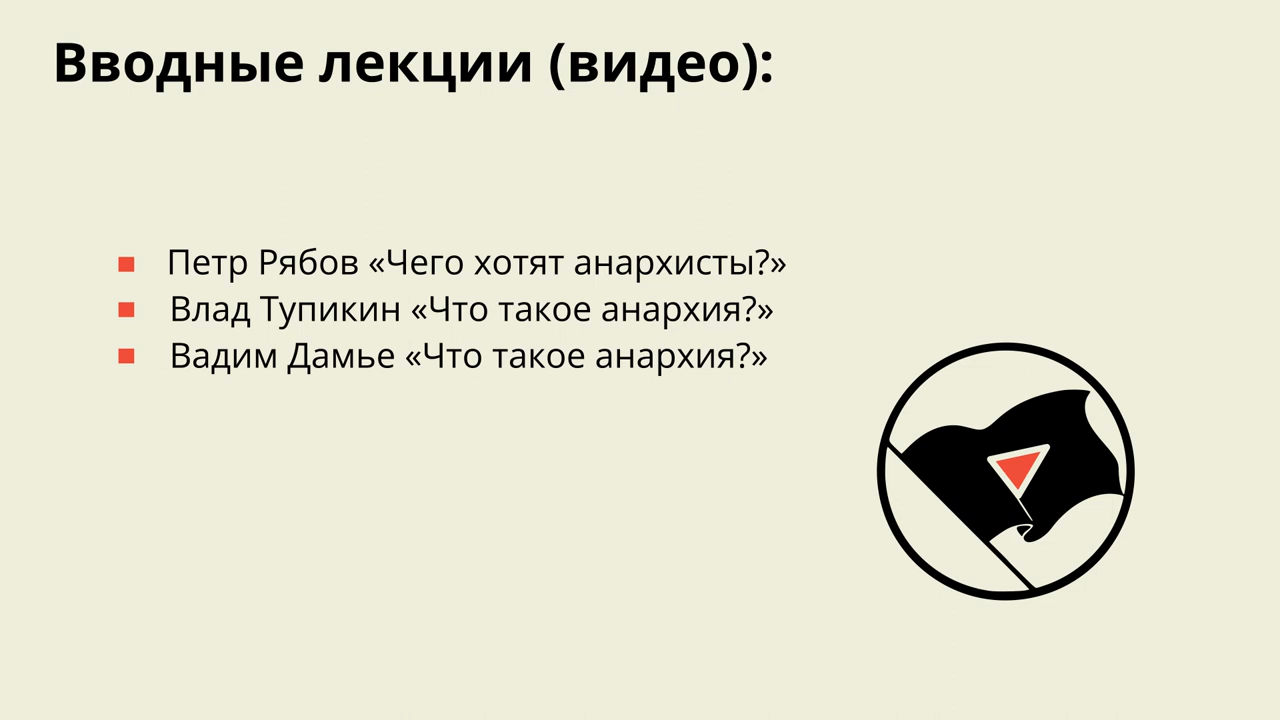 Вводные лекции (видео):
Петр Рябов «Чего хотят анархисты?»
Влад Тупикин «Что такое анархия?»
Вадим Дамье «Что такое анархия?»